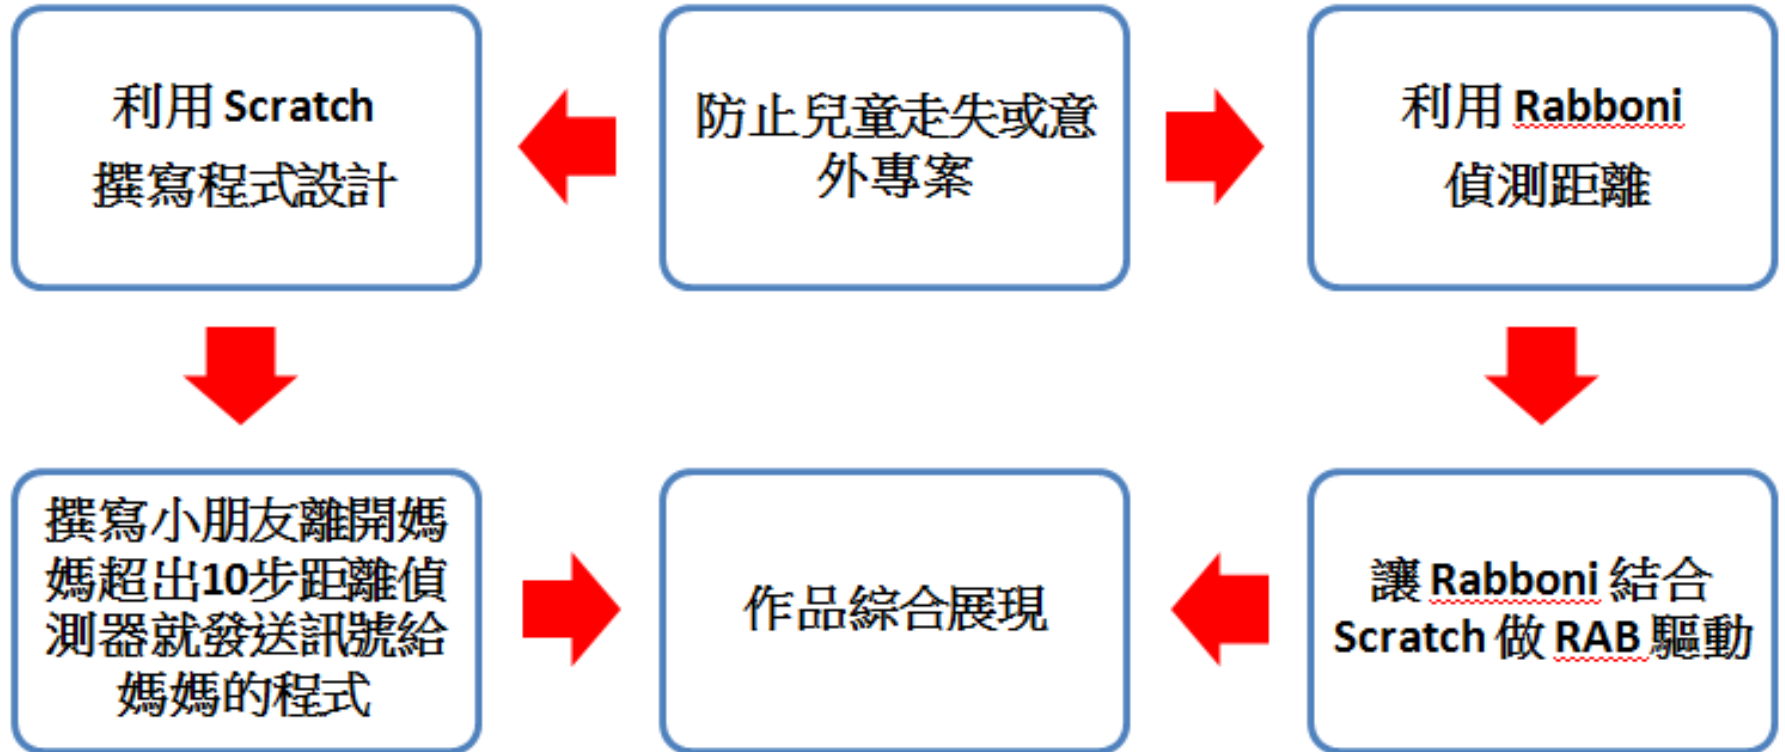 利用 Scratch
撰寫程式設計
防止兒童走失或意
外專案
利用 Rabboni
偵測距離
撰寫小朋友離開媽
媽超出10步距離偵
測器就發送訊號給
媽媽的程式
作品綜合展現
讓 Rabboni 結合
Scratch 做 RAB 驅動